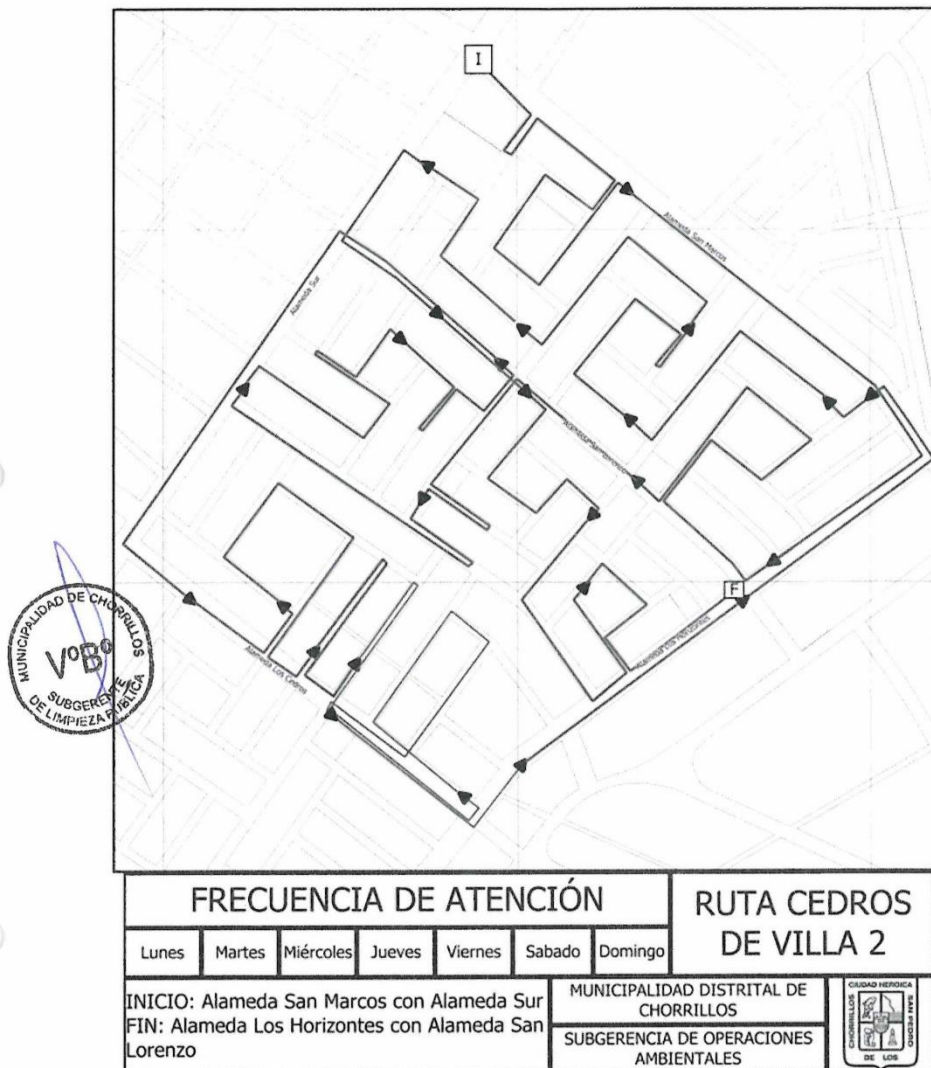 I
Alameda San Marcos
Alameda Sur
Alameda San Lorenzo
F
Alameda Los Horizontes
Alameda Los Cedros
MUNICIPALIDAD DE CHORRILLOS
VºBº
SUBGERENTE
DE LIMPIEZA PÚBLICA
FRECUENCIA DE ATENCIÓN
Lunes Martes Miércoles Jueves Viernes Sabado Domingo
RUTA CEDROS
DE VILLA 2
INICIO: Alameda San Marcos con Alameda Sur
FIN: Alameda Los Horizontes con Alameda San
Lorenzo
MUNICIPALIDAD DISTRITAL DE
CHORRILLOS
SUBGERENCIA DE OPERACIONES
AMBIENTALES
CIUDAD HEROICA
SAN PEDRO
DE LOS
CHORRILLOS